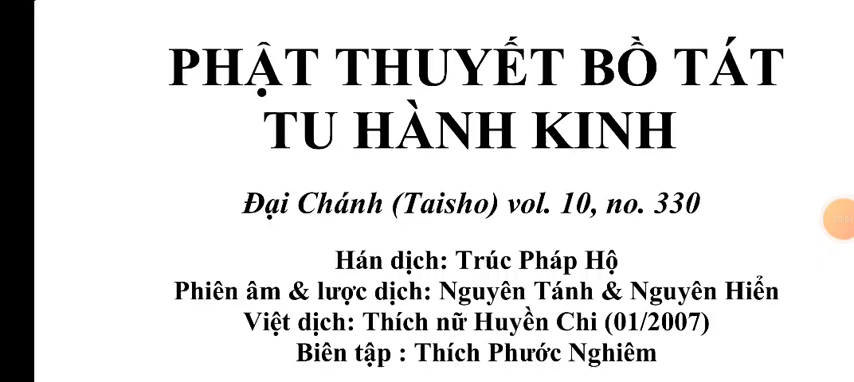 PHẬT THUYẾT BỒ TÁT
TU HÀNH KINH
Đại Chánh (Taisho) vol. 10, no. 330
Hán dịch: Trúc Pháp Hộ
Phiên âm & lược dịch: Nguyên Tánh & Nguyên Hiển
Việt dịch: Thích nữ Huyền Chi (01/2007)
Biên tập : Thích Phước Nghiêm